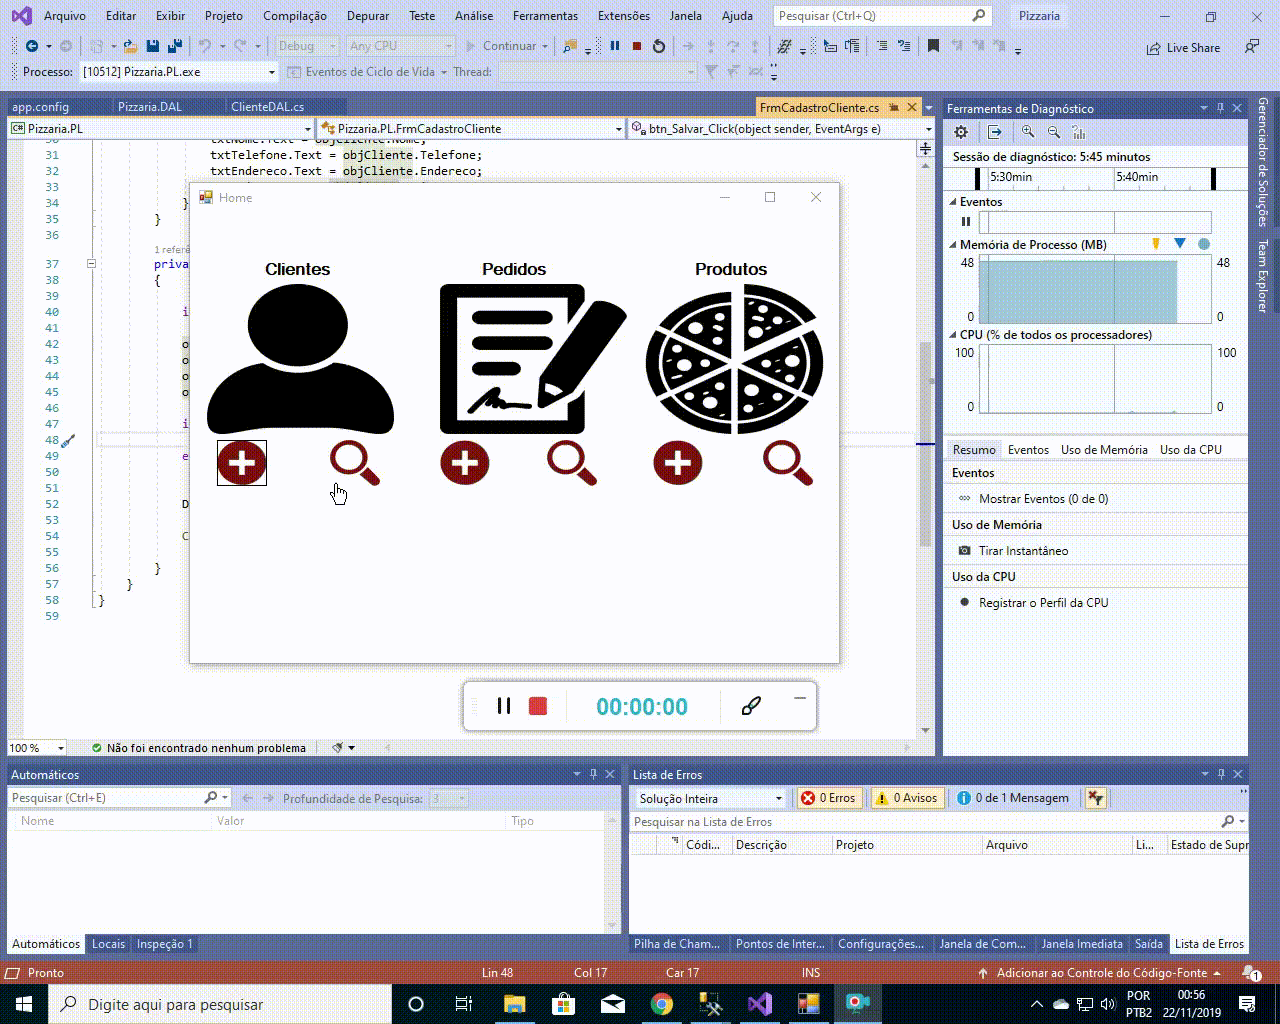 Arquivo Editar Exibir Projeto Compilação Depurar Teste Análise Ferramentas Extensões Janela Ajuda Pesquisar (Ctrl+Q) Pizzaría
Debug Any CPU Continuar Live Share
Processo: [10512] Pizzaria.PL.exe Eventos de Ciclo de Vida Thread:
app.config Pizzaria.DAL ClienteDAL.cs FrmCadastroCliente.cs
Pizzaria.PL Pizzaria.PL.FrmCadastroCliente btn_Salvar_Click(object sender, EventArgs e)
30 txtNome.Text = objCliente.Nome;
31 txtTelefone.Text = objCliente.Telefone;
32 txtEndereco.Text = objCliente.Endereco;
33
34 }
35 }
36
1 referê
37 priva
38 {
39
40 i
41
42 o
43 o
44 o
45 o
46
47 i
48
49 e
50
51
52 D
53
54 C
55
56 }
57 }
58 }
59
Home
Clientes Pedidos Produtos
00:00:00
100 % Não foi encontrado nenhum problema
Ferramentas de Diagnóstico
Sessão de diagnóstico: 5:45 minutos
5:30min 5:40min
Eventos
Memória de Processo (MB)
48 48
0 0
CPU (% de todos os processadores)
100 100
0 0
Resumo Eventos Uso de Memória Uso da CPU
Eventos
Mostrar Eventos (0 de 0)
Uso de Memória
Tirar Instantâneo
Uso da CPU
Registrar o Perfil da CPU
Gerenciador de Soluções
Team Explorer
Automáticos
Pesquisar (Ctrl+E) Profundidade de Pesquisa: 3
Nome Valor Tipo
Automáticos Locais Inspeção 1
Lista de Erros
Solução Inteira 0 Erros 0 Avisos 0 de 1 Mensagem
Pesquisar na Lista de Erros
Códi... Descrição Projeto Arquivo Li... Estado de Supr
Pilha de Cham... Pontos de Inter... Configurações... Janela de Com... Janela Imediata Saída Lista de Erros
Pronto Lin 48 Col 17 Car 17 INS Adicionar ao Controle do Código-Fonte 1
Digite aqui para pesquisar
POR
PTB2
00:56
22/11/2019
1